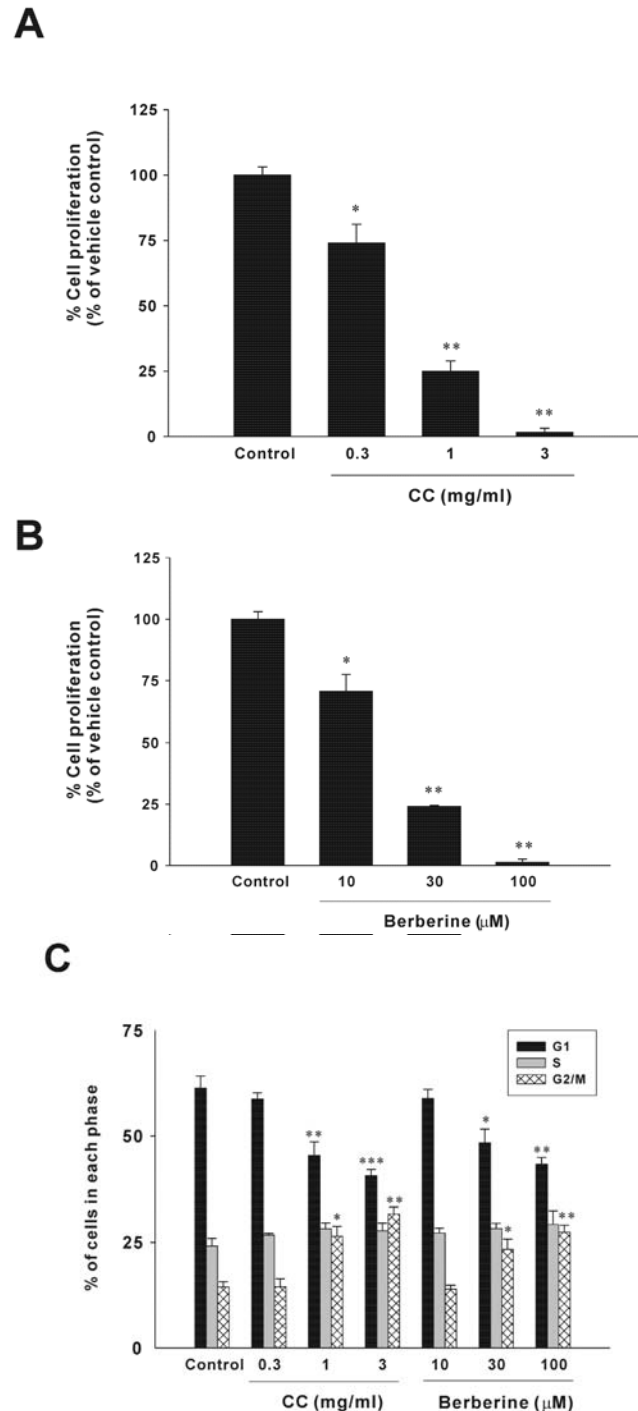 A
% Cell proliferation
(% of vehicle control)
125
100
75
50
25
0
*
**
**
Control 0.3 1 3
CC (mg/ml)
B
% Cell proliferation
(% of vehicle control)
125
100
75
50
25
0
*
**
**
Control 10 30 100
Berberine (μM)
C
% of cells in each phase
75
50
25
0
G1
S
G2/M
**
*
***
**
*
*
**
**
Control 0.3 1 3 10 30 100
CC (mg/ml) Berberine (μM)